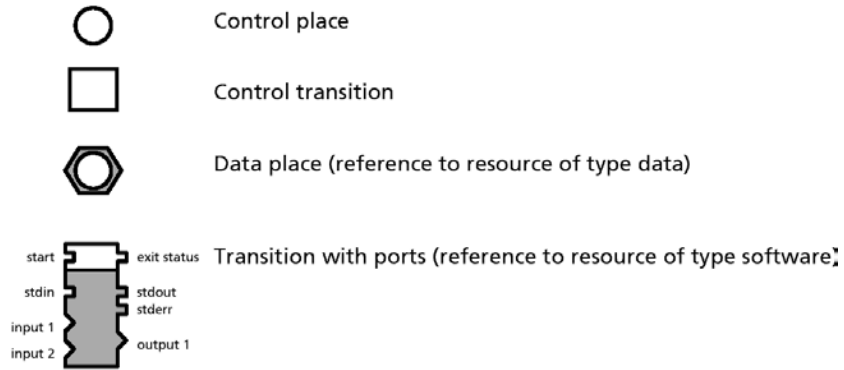 Control place
Control transition
Data place (reference to resource of type data)
start
exit status
Transition with ports (reference to resource of type software)
stdin
stdout
stderr
input 1
output 1
input 2